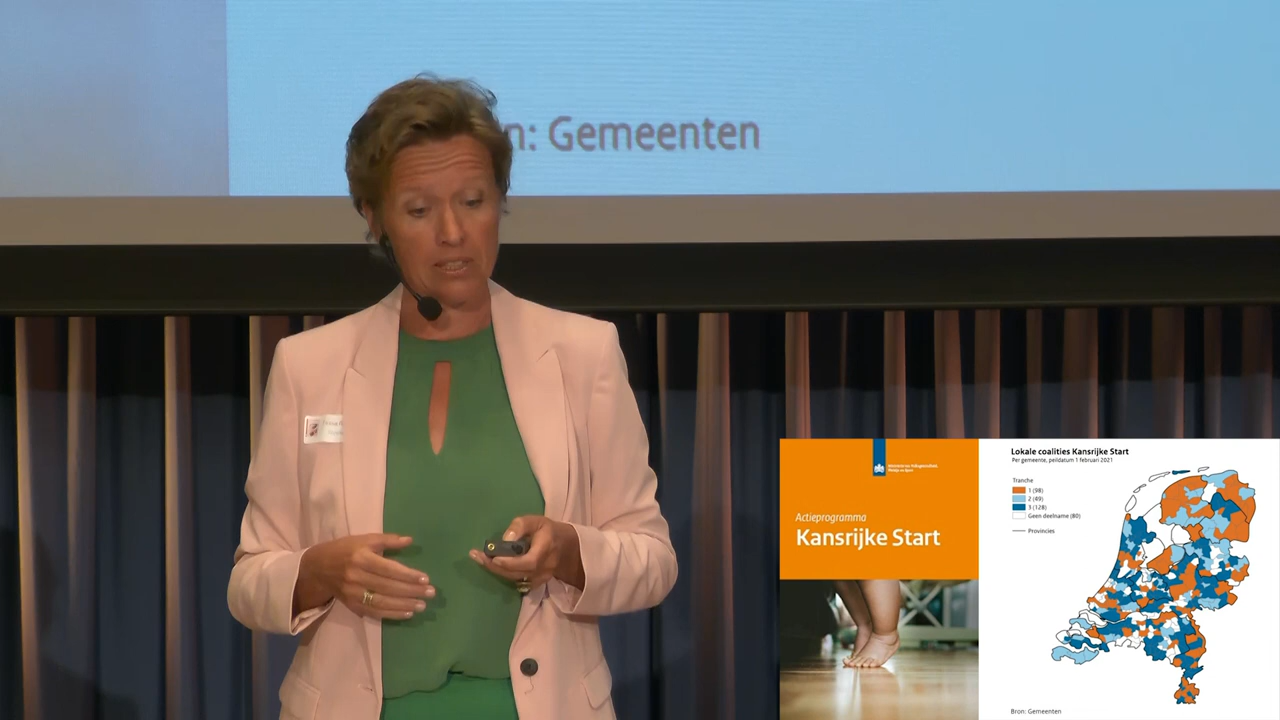 n: Gemeenten
Actieprogramma
Kansrijke Start
Lokale coalities Kansrijke Start
Per gemeente, peildatum 1 februari 2021
Tranche
1 (98)
2 (49)
3 (128)
Geen deelname (80)
Provincies
Bron: Gemeenten